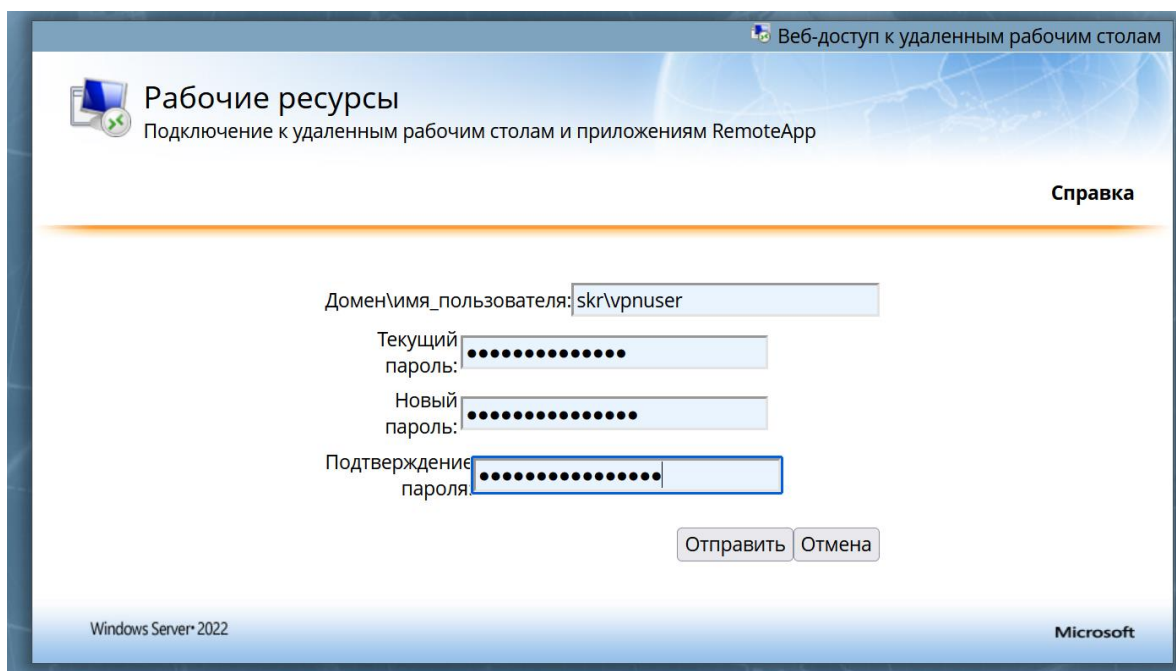 Веб-доступ к удаленным рабочим столам
Рабочие ресурсы
Подключение к удаленным рабочим столам и приложениям RemoteApp
Справка
Домен\имя_пользователя: skr\vpnuser
Текущий
пароль: ••••••••••••••
Новый
пароль: •••••••••••••••
Подтверждение
пароля: ••••••••••••••••
Отправить Отмена
Windows Server 2022
Microsoft